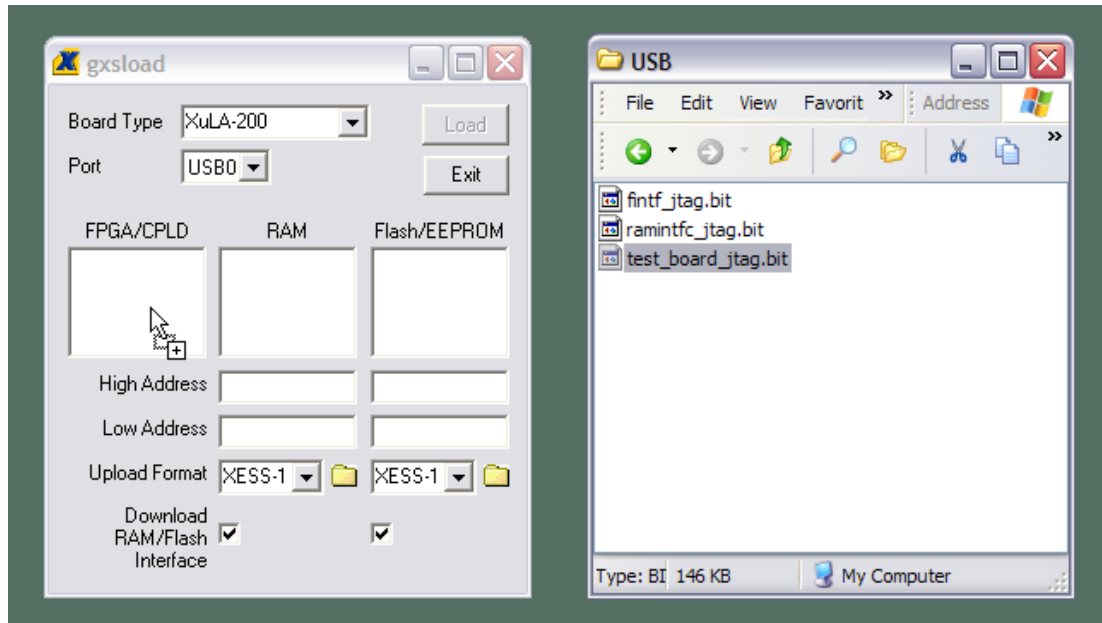 gxsload
Board Type XuLA-200 Load
Port USB0 Exit
FPGA/CPLD RAM Flash/EEPROM
High Address
Low Address
Upload Format XESS-1 XESS-1
Download
RAM/Flash
Interface
USB
File Edit View Favorit » Address
»
fintf_jtag.bit
ramintfc_jtag.bit
test_board_jtag.bit
Type: BI 146 KB My Computer